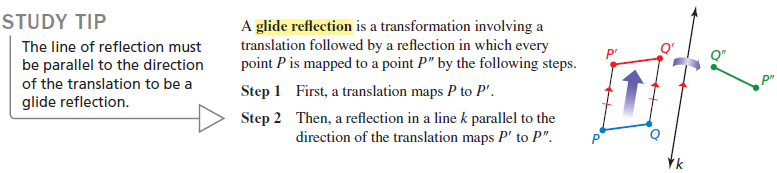 STUDY TIP
The line of reflection must
be parallel to the direction
of the translation to be a
glide reflection.
A glide reflection is a transformation involving a
translation followed by a reflection in which every
point P is mapped to a point P″ by the following steps.
Step 1 First, a translation maps P to P′.
Step 2 Then, a reflection in a line k parallel to the
direction of the translation maps P′ to P″.
P′
Q′
Q″
P″
P
Q
k